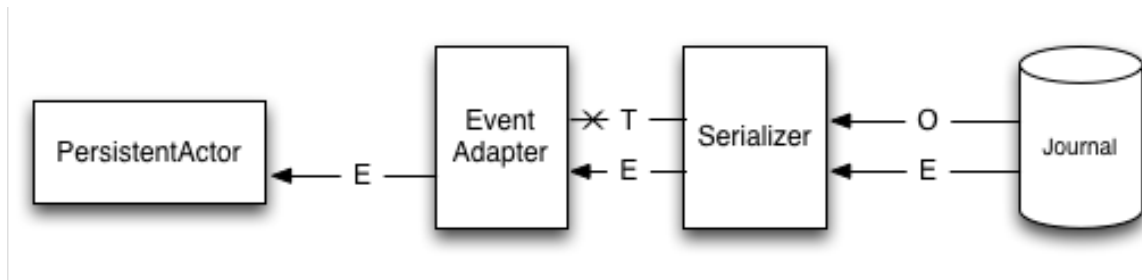 PersistentActor
E
Event
Adapter
T
E
Serializer
O
E
Journal